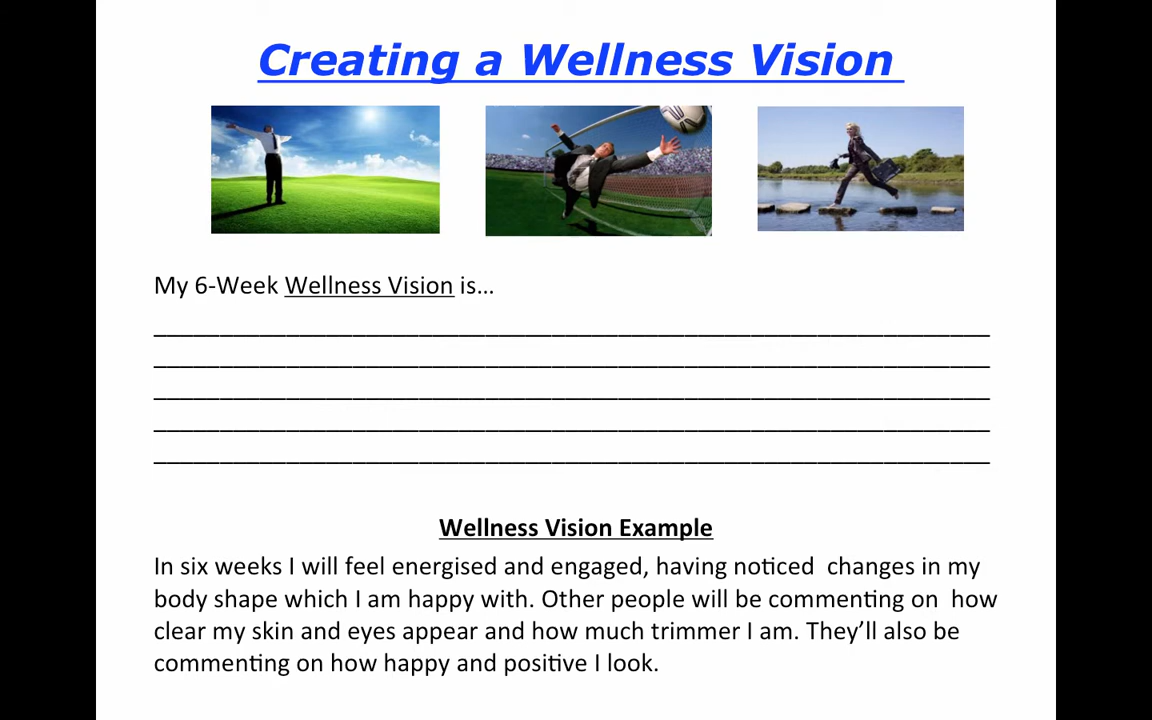 Creating a Wellness Vision
My 6-Week Wellness Vision is...
Wellness Vision Example
In six weeks I will feel energised and engaged, having noticed  changes in my
body shape which I am happy with. Other people will be commenting on  how
clear my skin and eyes appear and how much trimmer I am. They’ll also be
commenting on how happy and positive I look.